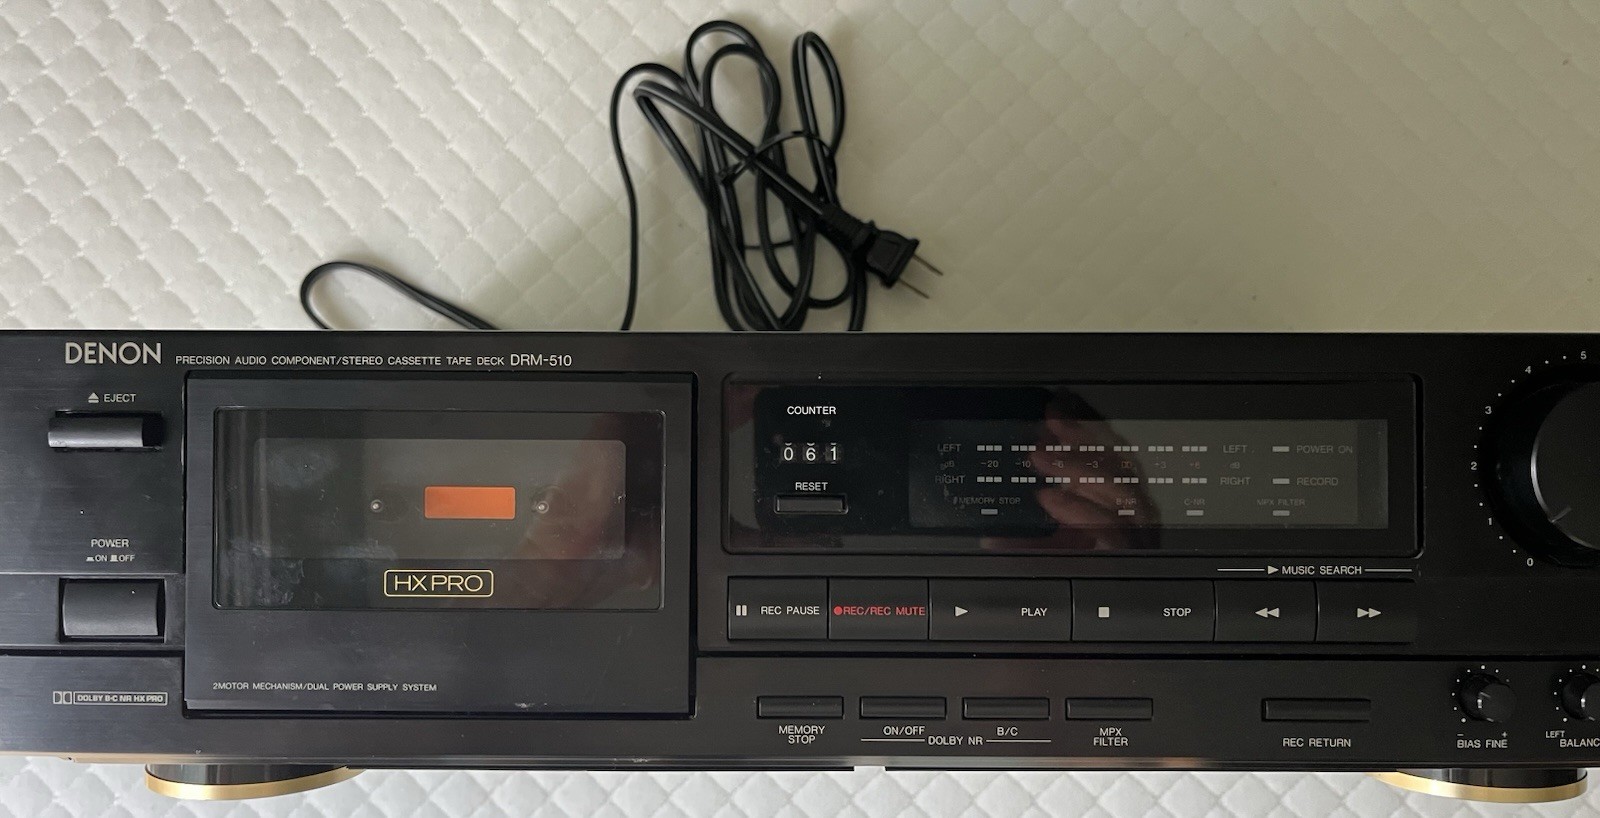 DENON PRECISION AUDIO COMPONENT/STEREO CASSETTE TAPE DECK DRM-510
EJECT
POWER
ON OFF
DOLBY B·C NR HX PRO
HX PRO
2MOTOR MECHANISM/DUAL POWER SUPPLY SYSTEM
COUNTER
061
RESET
LEFT LEFT POWER ON
dB -20 -10 -6 -3 +3 +6 dB
RIGHT RIGHT RECORD
MEMORY STOP B·NR C·NR MPX FILTER
MUSIC SEARCH
REC PAUSE REC/REC MUTE PLAY STOP
MEMORY STOP
ON/OFF B/C
DOLBY NR
MPX FILTER
REC RETURN
0 1 2 3 4 5
- +
BIAS FINE
LEFT
BALANC